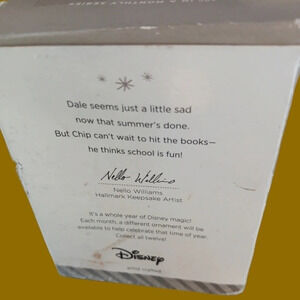 Dale seems just a little sad
now that summer's done.
But Chip can't wait to hit the books—
he thinks school is fun!
Nello Williams
Nello Williams
Hallmark Keepsake Artist
It's a whole year of Disney magic!
Each month, a different ornament will be
available to help celebrate that time of year.
Collect all twelve!
Disney